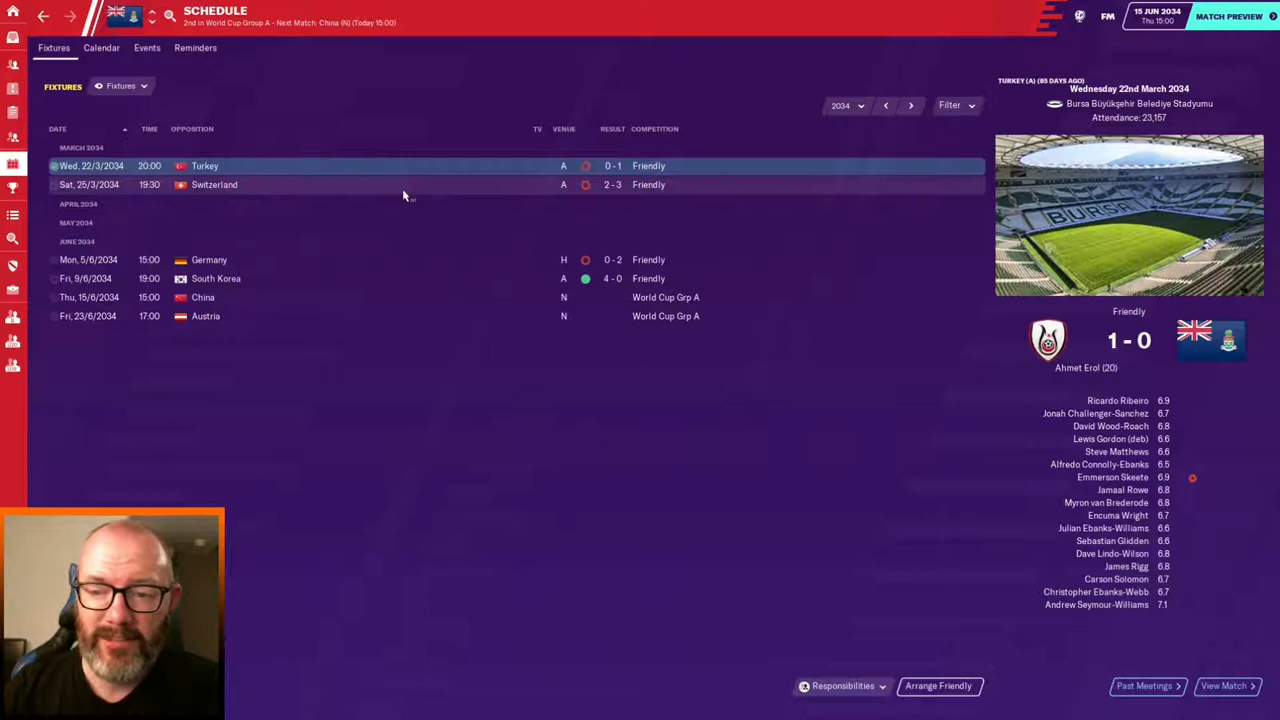 SCHEDULE
2nd in World Cup Group A - Next Match: China (N) (Today 15:00)
FM
15 JUN 2034
Thu 15:00
MATCH PREVIEW
Fixtures Calendar Events Reminders
FIXTURES Fixtures
2034 Filter
DATE TIME OPPOSITION TV VENUE RESULT COMPETITION
MARCH 2034
Wed, 22/3/2034 20:00 Turkey A 0 - 1 Friendly
Sat, 25/3/2034 19:30 Switzerland A 2 - 3 Friendly
APRIL 2034
MAY 2034
JUNE 2034
Mon, 5/6/2034 15:00 Germany H 0 - 2 Friendly
Fri, 9/6/2034 19:00 South Korea A 4 - 0 Friendly
Thu, 15/6/2034 15:00 China N World Cup Grp A
Fri, 23/6/2034 17:00 Austria N World Cup Grp A
TURKEY (A) (85 DAYS AGO)
Wednesday 22nd March 2034
Bursa Büyükşehir Belediye Stadyumu
Attendance: 23,157
BURSA
Friendly
1 - 0
Ahmet Erol (20)
Ricardo Ribeiro 6.9
Jonah Challenger-Sanchez 6.7
David Wood-Roach 6.8
Lewis Gordon (deb) 6.6
Steve Matthews 6.6
Alfredo Connolly-Ebanks 6.5
Emmerson Skeete 6.9
Jamaal Rowe 6.8
Myron van Brederode 6.8
Encuma Wright 6.7
Julian Ebanks-Williams 6.6
Sebastian Glidden 6.6
Dave Lindo-Wilson 6.8
James Rigg 6.8
Carson Solomon 6.7
Christopher Ebanks-Webb 6.7
Andrew Seymour-Williams 7.1
Responsibilities Arrange Friendly Past Meetings View Match